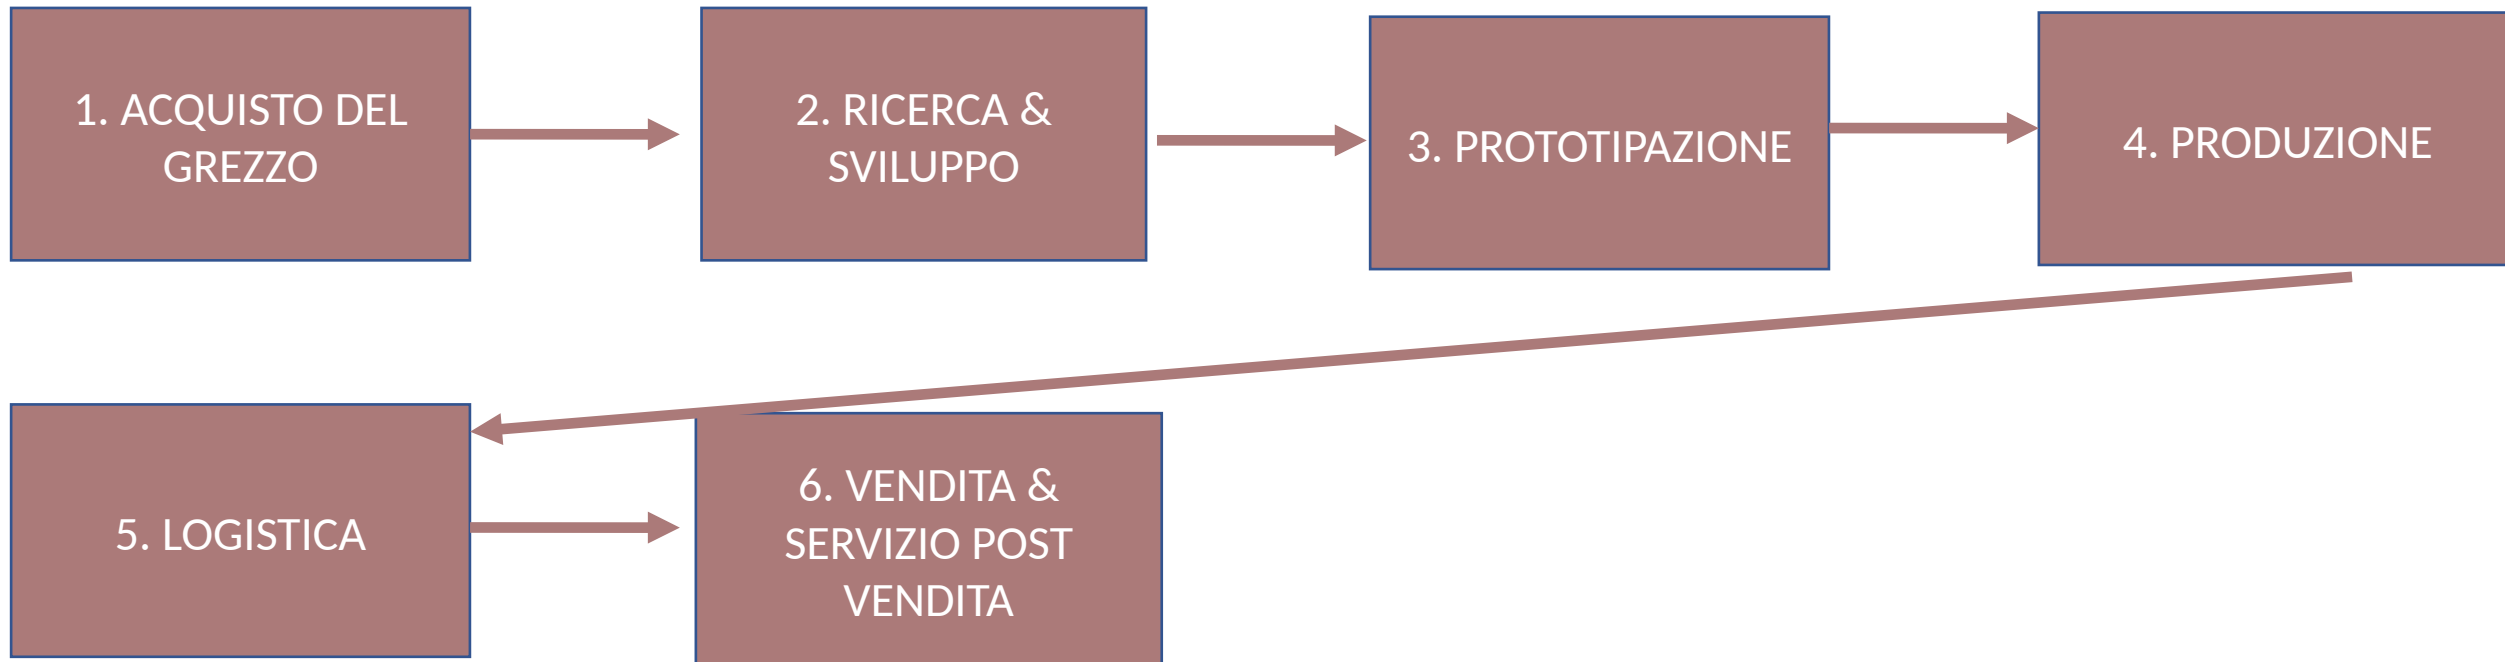 1. ACQUISTO DEL
GREZZO
2. RICERCA &
SVILUPPO
3. PROTOTIPAZIONE
4. PRODUZIONE
5. LOGISTICA
6. VENDITA &
SERVIZIO POST
VENDITA